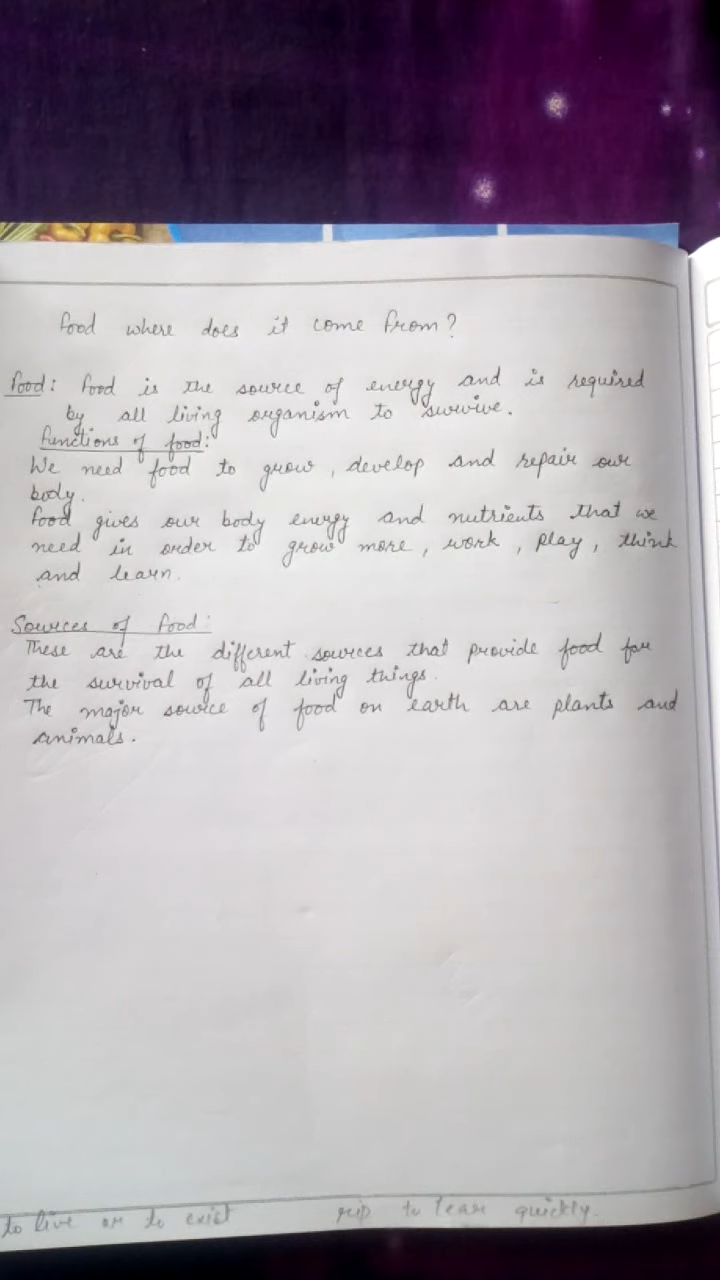 Food where does it come from?
Food: Food is the source of energy and is required
by all living organism to survive.
Functions of food:
We need food to grow, develop and repair our
body.
Food gives our body energy and nutrients that we
need in order to grow more, work, play, think
and learn.
Sources of food:
These are the different sources that provide food for
the survival of all living things.
The major source of food on earth are plants and
animals.
to live or to exist rip to tear quickly.